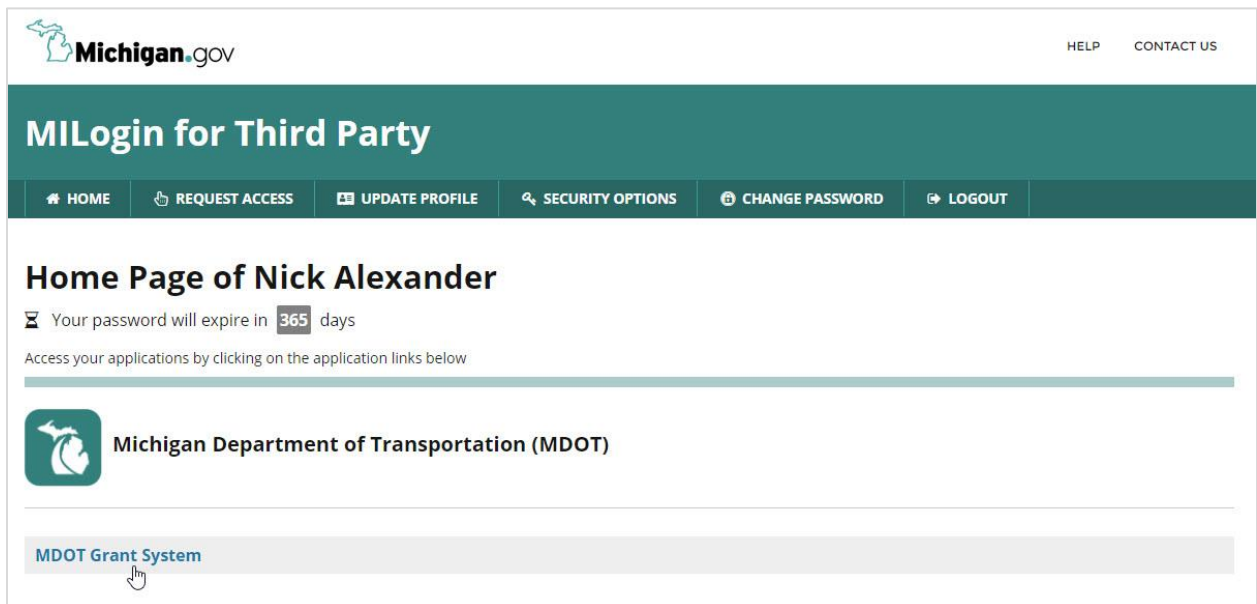 Michigan.gov
HELP CONTACT US
MILogin for Third Party
HOME REQUEST ACCESS UPDATE PROFILE SECURITY OPTIONS CHANGE PASSWORD LOGOUT
Home Page of Nick Alexander
Your password will expire in 365 days
Access your applications by clicking on the application links below
Michigan Department of Transportation (MDOT)
MDOT Grant System